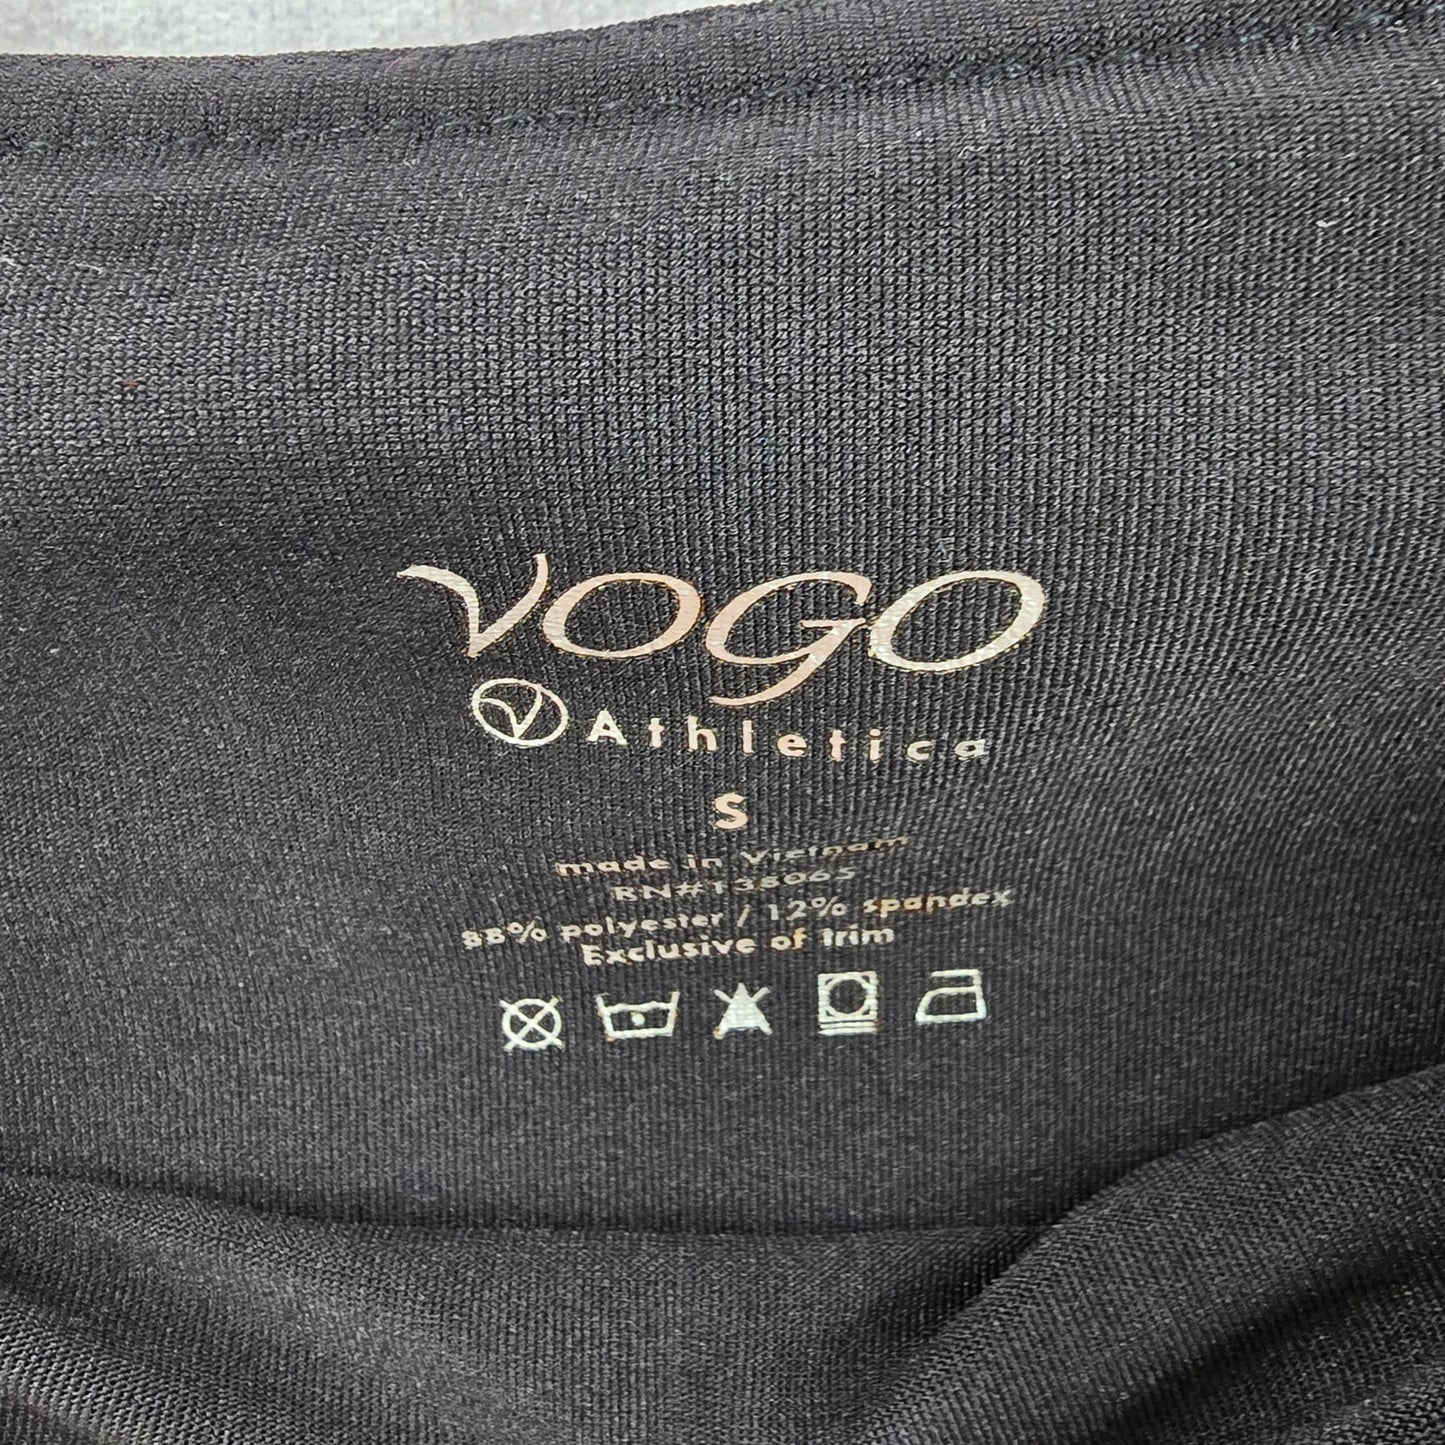 VOGO
Athletica
S
made in Vietnam
RN#138065
88% polyester / 12% spandex
Exclusive of trim